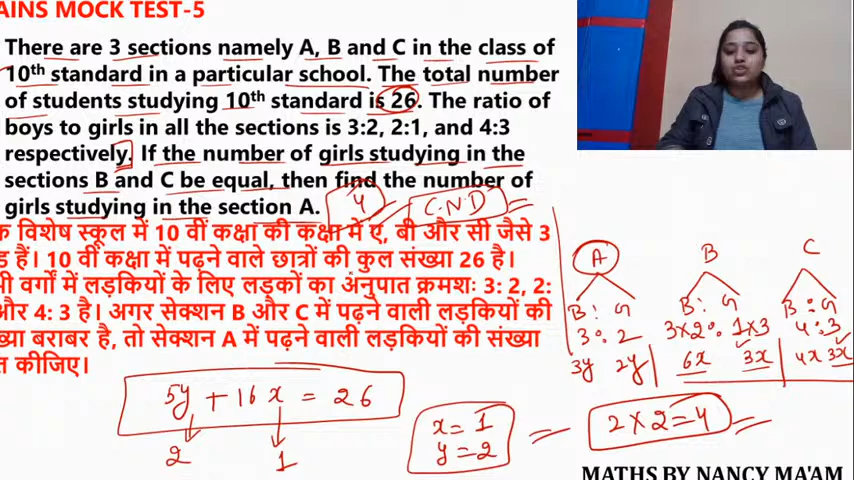 AINS MOCK TEST-5
There are 3 sections namely A, B and C in the class of
10th standard in a particular school. The total number
of students studying 10th standard is 26. The ratio of
boys to girls in all the sections is 3:2, 2:1, and 4:3
respectively. If the number of girls studying in the
sections B and C be equal, then find the number of
girls studying in the section A.
4
C.N.D
क विशेष स्कूल में 10 वीं कक्षा की कक्षा में ए, बी और सी जैसे 3
ड हैं। 10 वीं कक्षा में पढ़ने वाले छात्रों की कुल संख्या 26 है।
भी वर्गों में लड़कियों के लिए लड़कों का अनुपात क्रमशः 3: 2, 2:
और 4: 3 है। अगर सेक्शन B और C में पढ़ने वाली लड़कियों की
ख्या बराबर है, तो सेक्शन A में पढ़ने वाली लड़कियों की संख्या
त कीजिए।
A B C
B : G B : G B : G
3 : 2 3×2 : 1×3 4 : 3
3y 2y 6x 3x 4x 3x
5y + 16x = 26
2 1
x = 1
y = 2
2 × 2 = 4
MATHS BY NANCY MA'AM